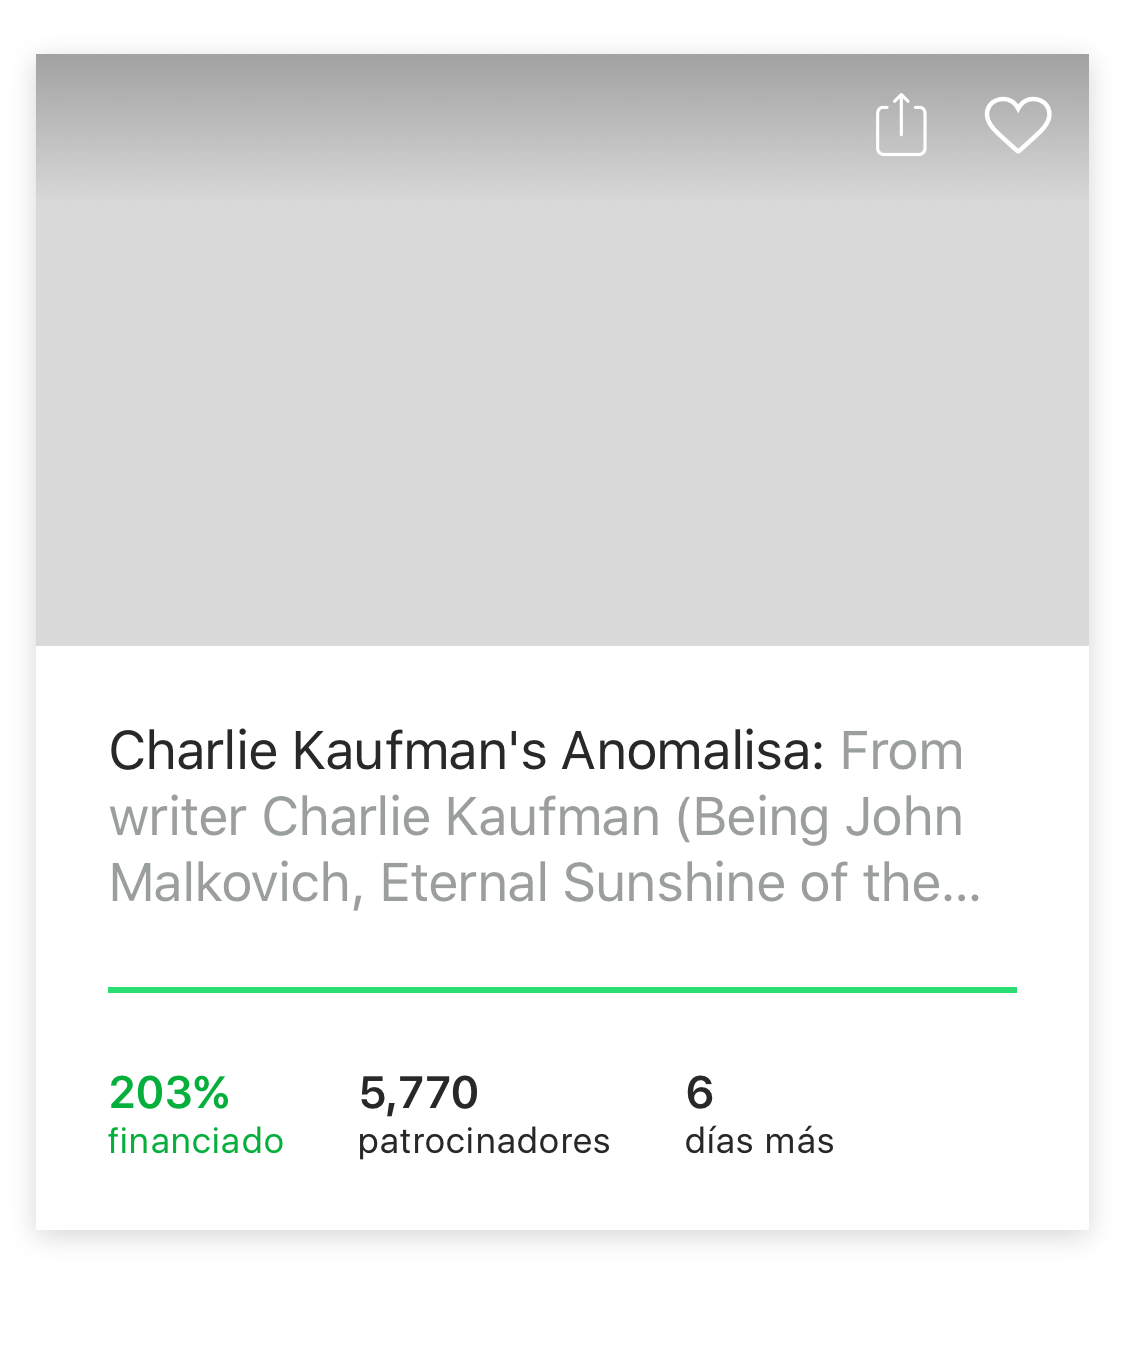 Charlie Kaufman's Anomalisa: From
writer Charlie Kaufman (Being John
Malkovich, Eternal Sunshine of the...
203% 5,770 6
financiado patrocinadores días más